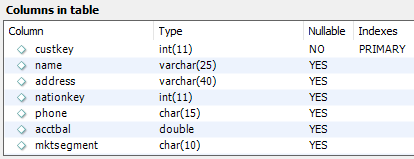 Columns in table
Column Type Nullable Indexes
custkey int(11) NO PRIMARY
name varchar(25) YES
address varchar(40) YES
nationkey int(11) YES
phone char(15) YES
acctbal double YES
mktsegment char(10) YES